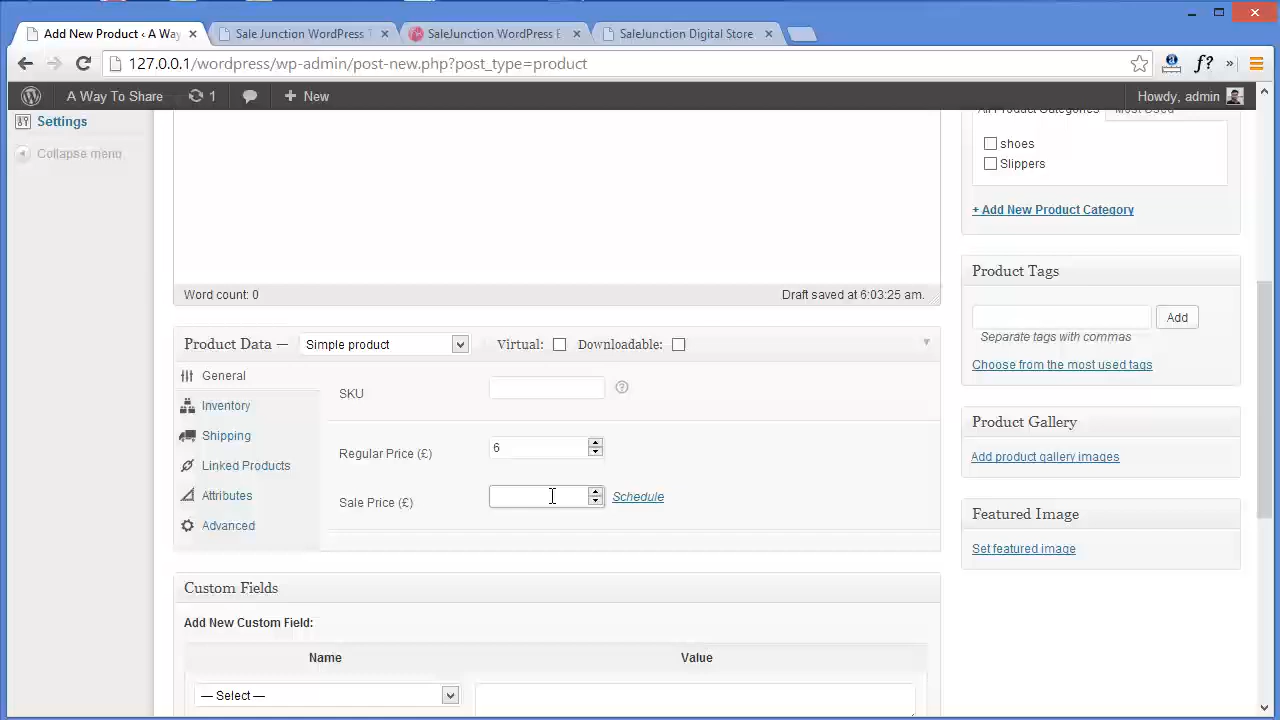 Add New Product ‹ A Way
Sale Junction WordPress T
SaleJunction WordPress E
SaleJunction Digital Store
127.0.0.1/wordpress/wp-admin/post-new.php?post_type=product
f?
»
A Way To Share
1
New
Howdy, admin
Settings
Collapse menu
All Product Categories
Most Used
shoes
Slippers
+ Add New Product Category
Word count: 0
Draft saved at 6:03:25 am.
Product Tags
Add
Separate tags with commas
Choose from the most used tags
Product Data —
Simple product
Virtual:
Downloadable:
General
Inventory
Shipping
Linked Products
Attributes
Advanced
SKU
Regular Price (£)
6
Sale Price (£)
Schedule
Product Gallery
Add product gallery images
Featured Image
Set featured image
Custom Fields
Add New Custom Field:
Name
Value
— Select —